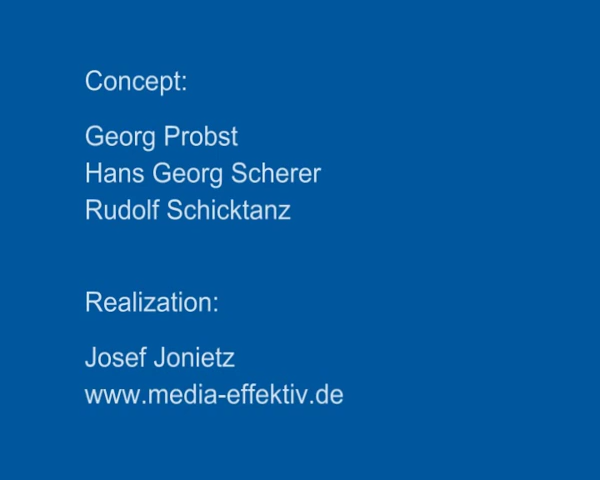 Concept:
Georg Probst
Hans Georg Scherer
Rudolf Schicktanz
Realization:
Josef Jonietz
www.media-effektiv.de